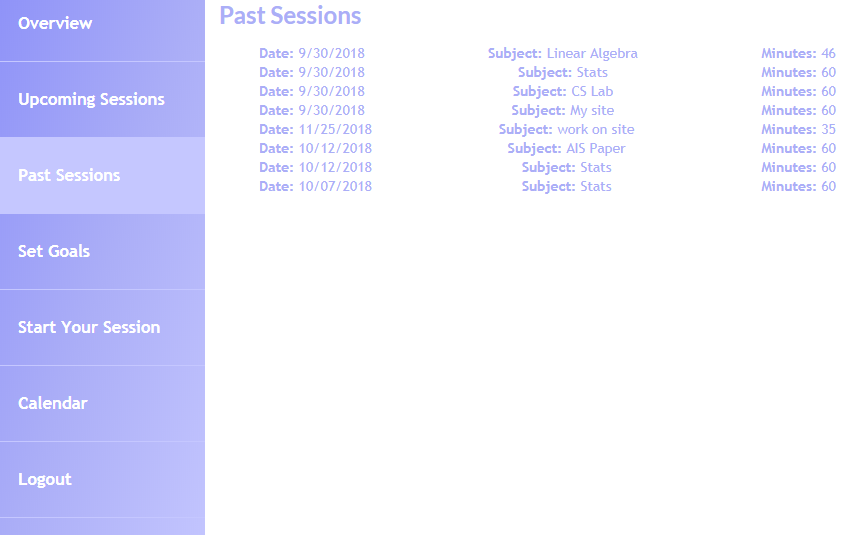 Overview
Upcoming Sessions
Past Sessions
Set Goals
Start Your Session
Calendar
Logout
Past Sessions
Date: 9/30/2018 Subject: Linear Algebra Minutes: 46
Date: 9/30/2018 Subject: Stats Minutes: 60
Date: 9/30/2018 Subject: CS Lab Minutes: 60
Date: 9/30/2018 Subject: My site Minutes: 60
Date: 11/25/2018 Subject: work on site Minutes: 35
Date: 10/12/2018 Subject: AIS Paper Minutes: 60
Date: 10/12/2018 Subject: Stats Minutes: 60
Date: 10/07/2018 Subject: Stats Minutes: 60